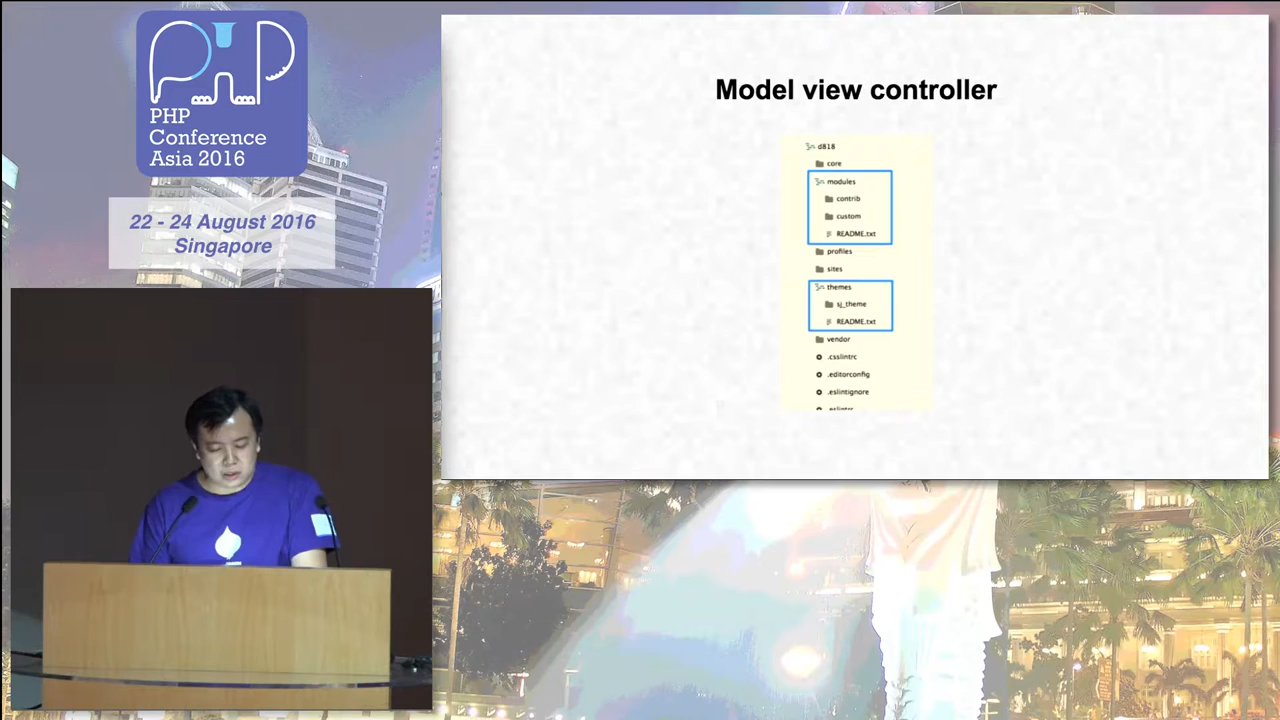 PHP
Conference
Asia 2016
22 - 24 August 2016
Singapore
Model view controller
d818
core
modules
contrib
custom
README.txt
profiles
sites
themes
sj_theme
README.txt
vendor
.csslintrc
.editorconfig
.eslintignore